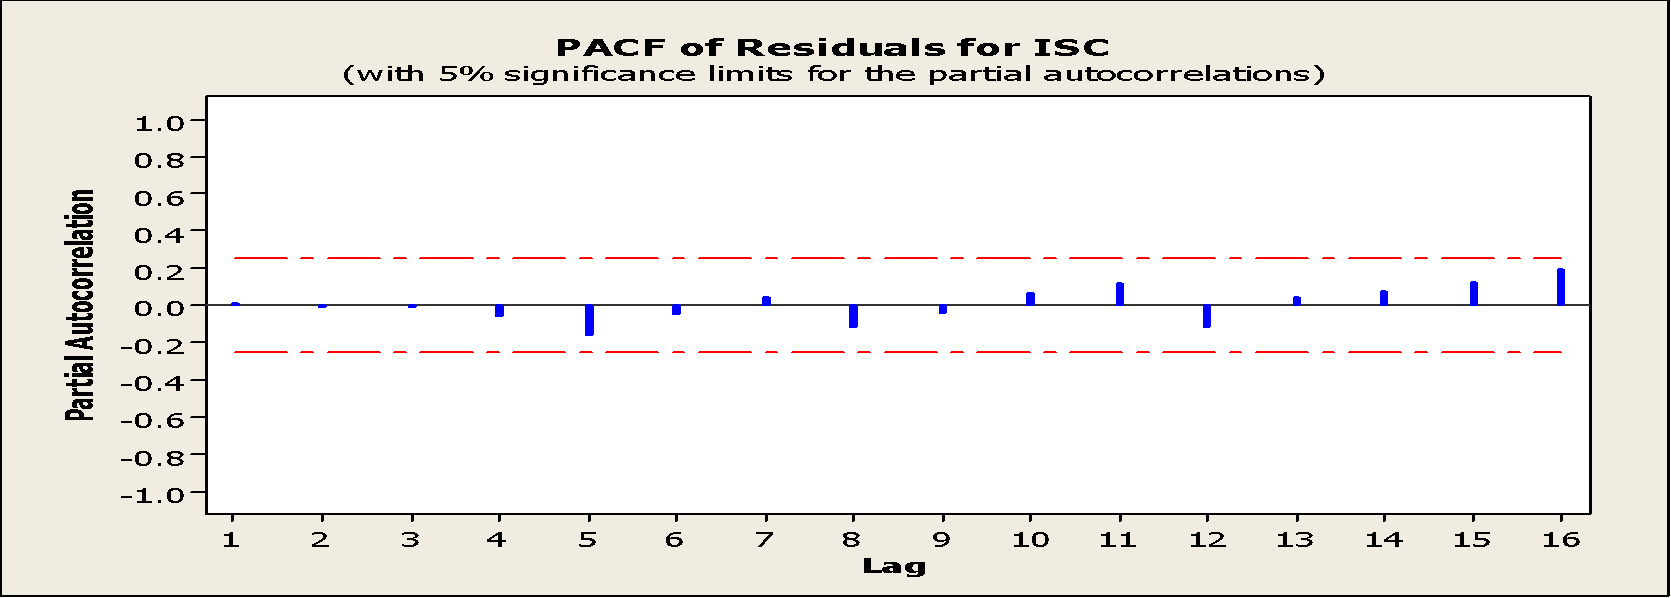 PACF of Residuals for ISC
(with 5% significance limits for the partial autocorrelations)
Partial Autocorrelation
1.0
0.8
0.6
0.4
0.2
0.0
-0.2
-0.4
-0.6
-0.8
-1.0
1 2 3 4 5 6 7 8 9 10 11 12 13 14 15 16
Lag